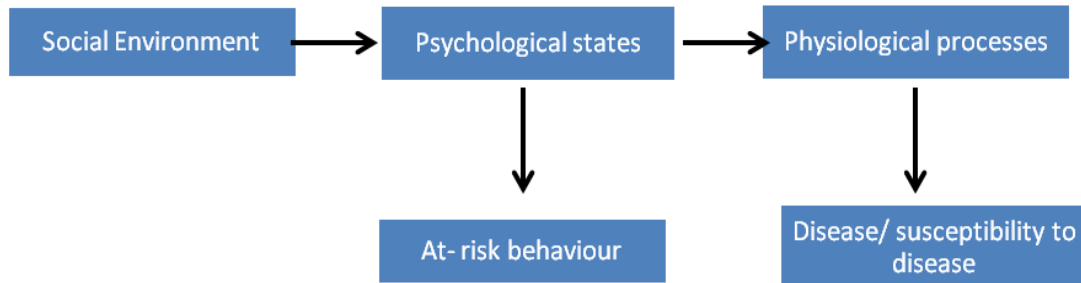 Social Environment
Psychological states
Physiological processes
At- risk behaviour
Disease/ susceptibility to
disease